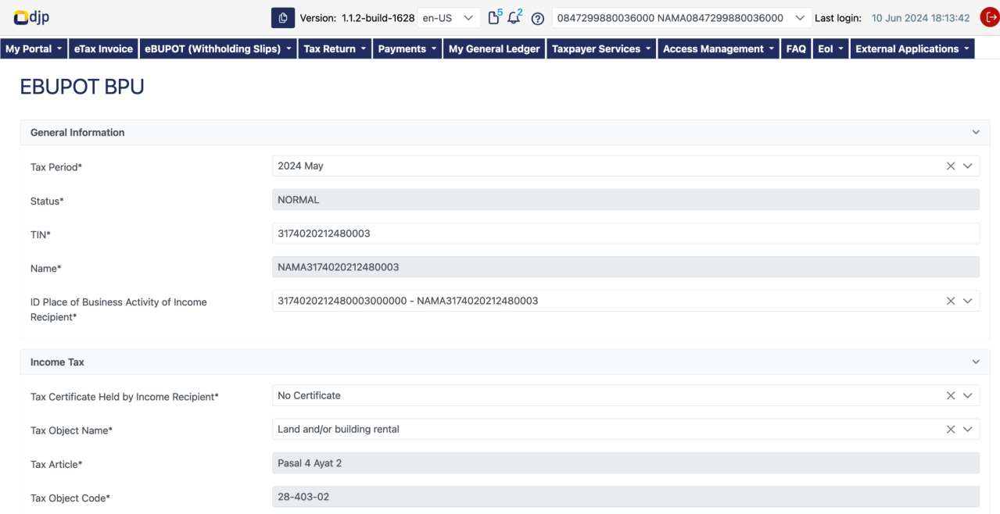 djp Version: 1.1.2-build-1628 en-US 5 2 0847299880036000 NAMA0847299880036000 Last login: 10 Jun 2024 18:13:42
My Portal eTax Invoice eBUPOT (Withholding Slips) Tax Return Payments My General Ledger Taxpayer Services Access Management FAQ EoI External Applications
EBUPOT BPU
General Information
Tax Period* 2024 May
Status* NORMAL
TIN* 3174020212480003
Name* NAMA3174020212480003
ID Place of Business Activity of Income 3174020212480003000000 - NAMA3174020212480003
Recipient*
Income Tax
Tax Certificate Held by Income Recipient* No Certificate
Tax Object Name* Land and/or building rental
Tax Article* Pasal 4 Ayat 2
Tax Object Code* 28-403-02